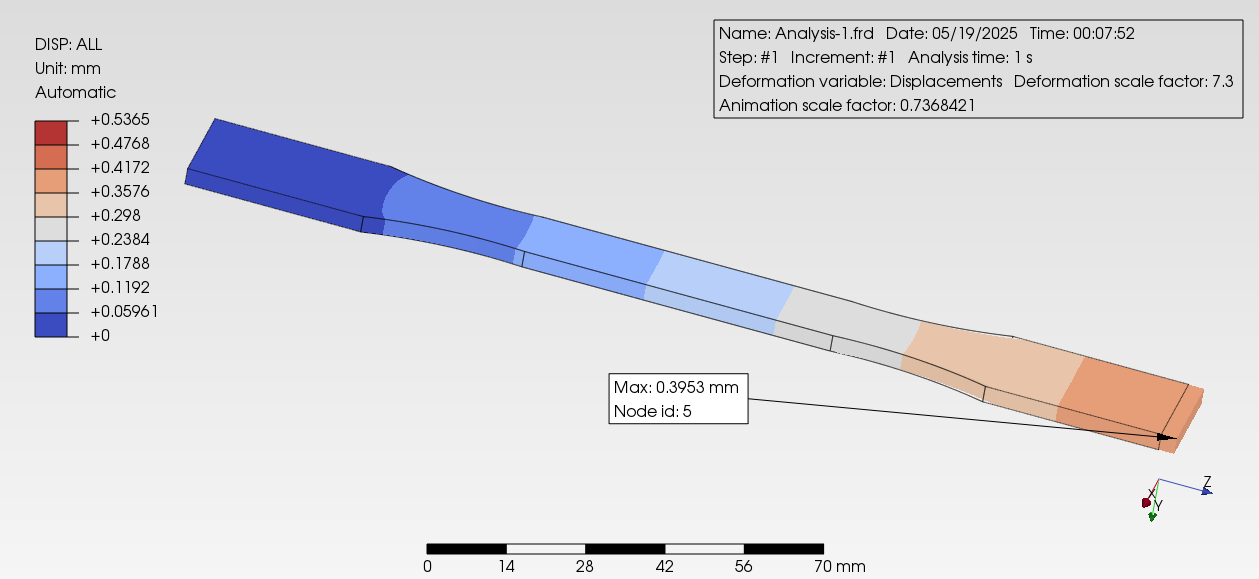 DISP: ALL
Unit: mm
Automatic
+0.5365
+0.4768
+0.4172
+0.3576
+0.298
+0.2384
+0.1788
+0.1192
+0.05961
+0
Name: Analysis-1.frd Date: 05/19/2025 Time: 00:07:52
Step: #1 Increment: #1 Analysis time: 1 s
Deformation variable: Displacements Deformation scale factor: 7.3
Animation scale factor: 0.7368421
Max: 0.3953 mm
Node id: 5
Z
X
Y
0 14 28 42 56 70 mm